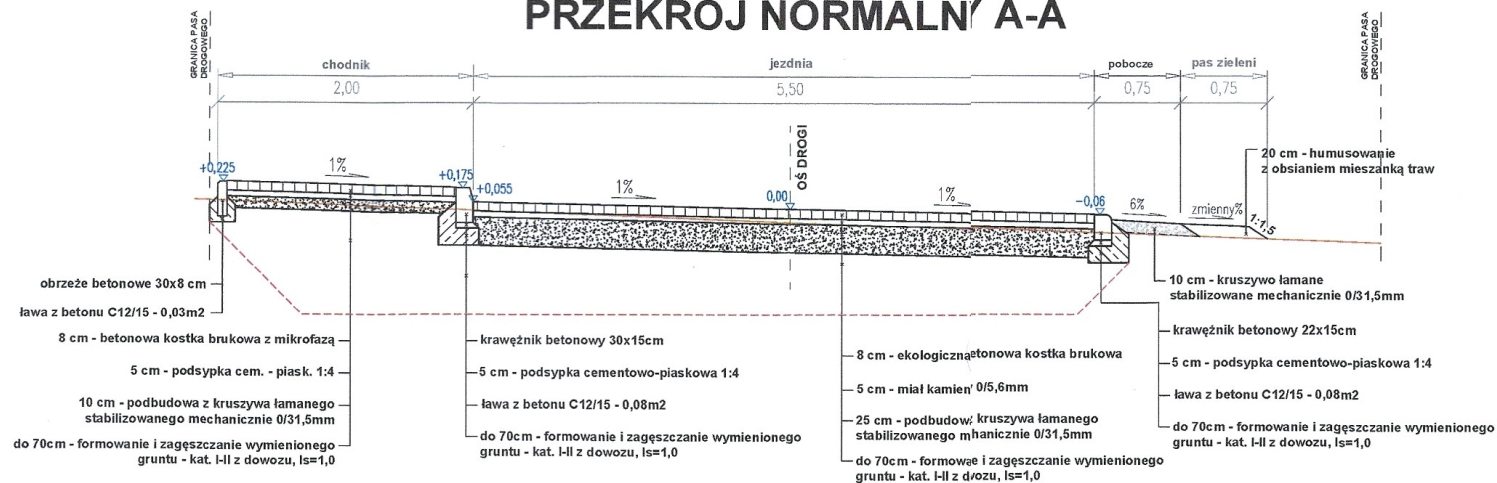 PRZEKRÓJ NORMALNY A-A
GRANICA PASA
DROGOWEGO
chodnik
jezdnia
pobocze
pas zieleni
GRANICA PASA
DROGOWEGO
2,00
5,50
0,75
0,75
OŚ DROGI
20 cm - humusowanie
z obsianiem mieszanką traw
+0,225
1%
+0,175
+0,055
1%
0,00
1%
-0,06
6%
zmienny%
1:1,5
obrzeże betonowe 30x8 cm
ława z betonu C12/15 - 0,03m2
8 cm - betonowa kostka brukowa z mikrofazą
5 cm - podsypka cem. - piask. 1:4
10 cm - podbudowa z kruszywa łamanego
stabilizowanego mechanicznie 0/31,5mm
do 70cm - formowanie i zagęszczanie wymienionego
gruntu - kat. I-II z dowozu, Is=1,0
krawężnik betonowy 30x15cm
5 cm - podsypka cementowo-piaskowa 1:4
ława z betonu C12/15 - 0,08m2
do 70cm - formowanie i zagęszczanie wymienionego
gruntu - kat. I-II z dowozu, Is=1,0
8 cm - ekologiczna etonowa kostka brukowa
5 cm - miał kamien 0/5,6mm
25 cm - podbudow kruszywa łamanego
stabilizowanego m hanicznie 0/31,5mm
do 70cm - formow e i zagęszczanie wymienionego
gruntu - kat. I-II z d wozu, Is=1,0
10 cm - kruszywo łamane
stabilizowane mechanicznie 0/31,5mm
krawężnik betonowy 22x15cm
5 cm - podsypka cementowo-piaskowa 1:4
ława z betonu C12/15 - 0,08m2
do 70cm - formowanie i zagęszczanie wymienionego
gruntu - kat. I-II z dowozu, Is=1,0